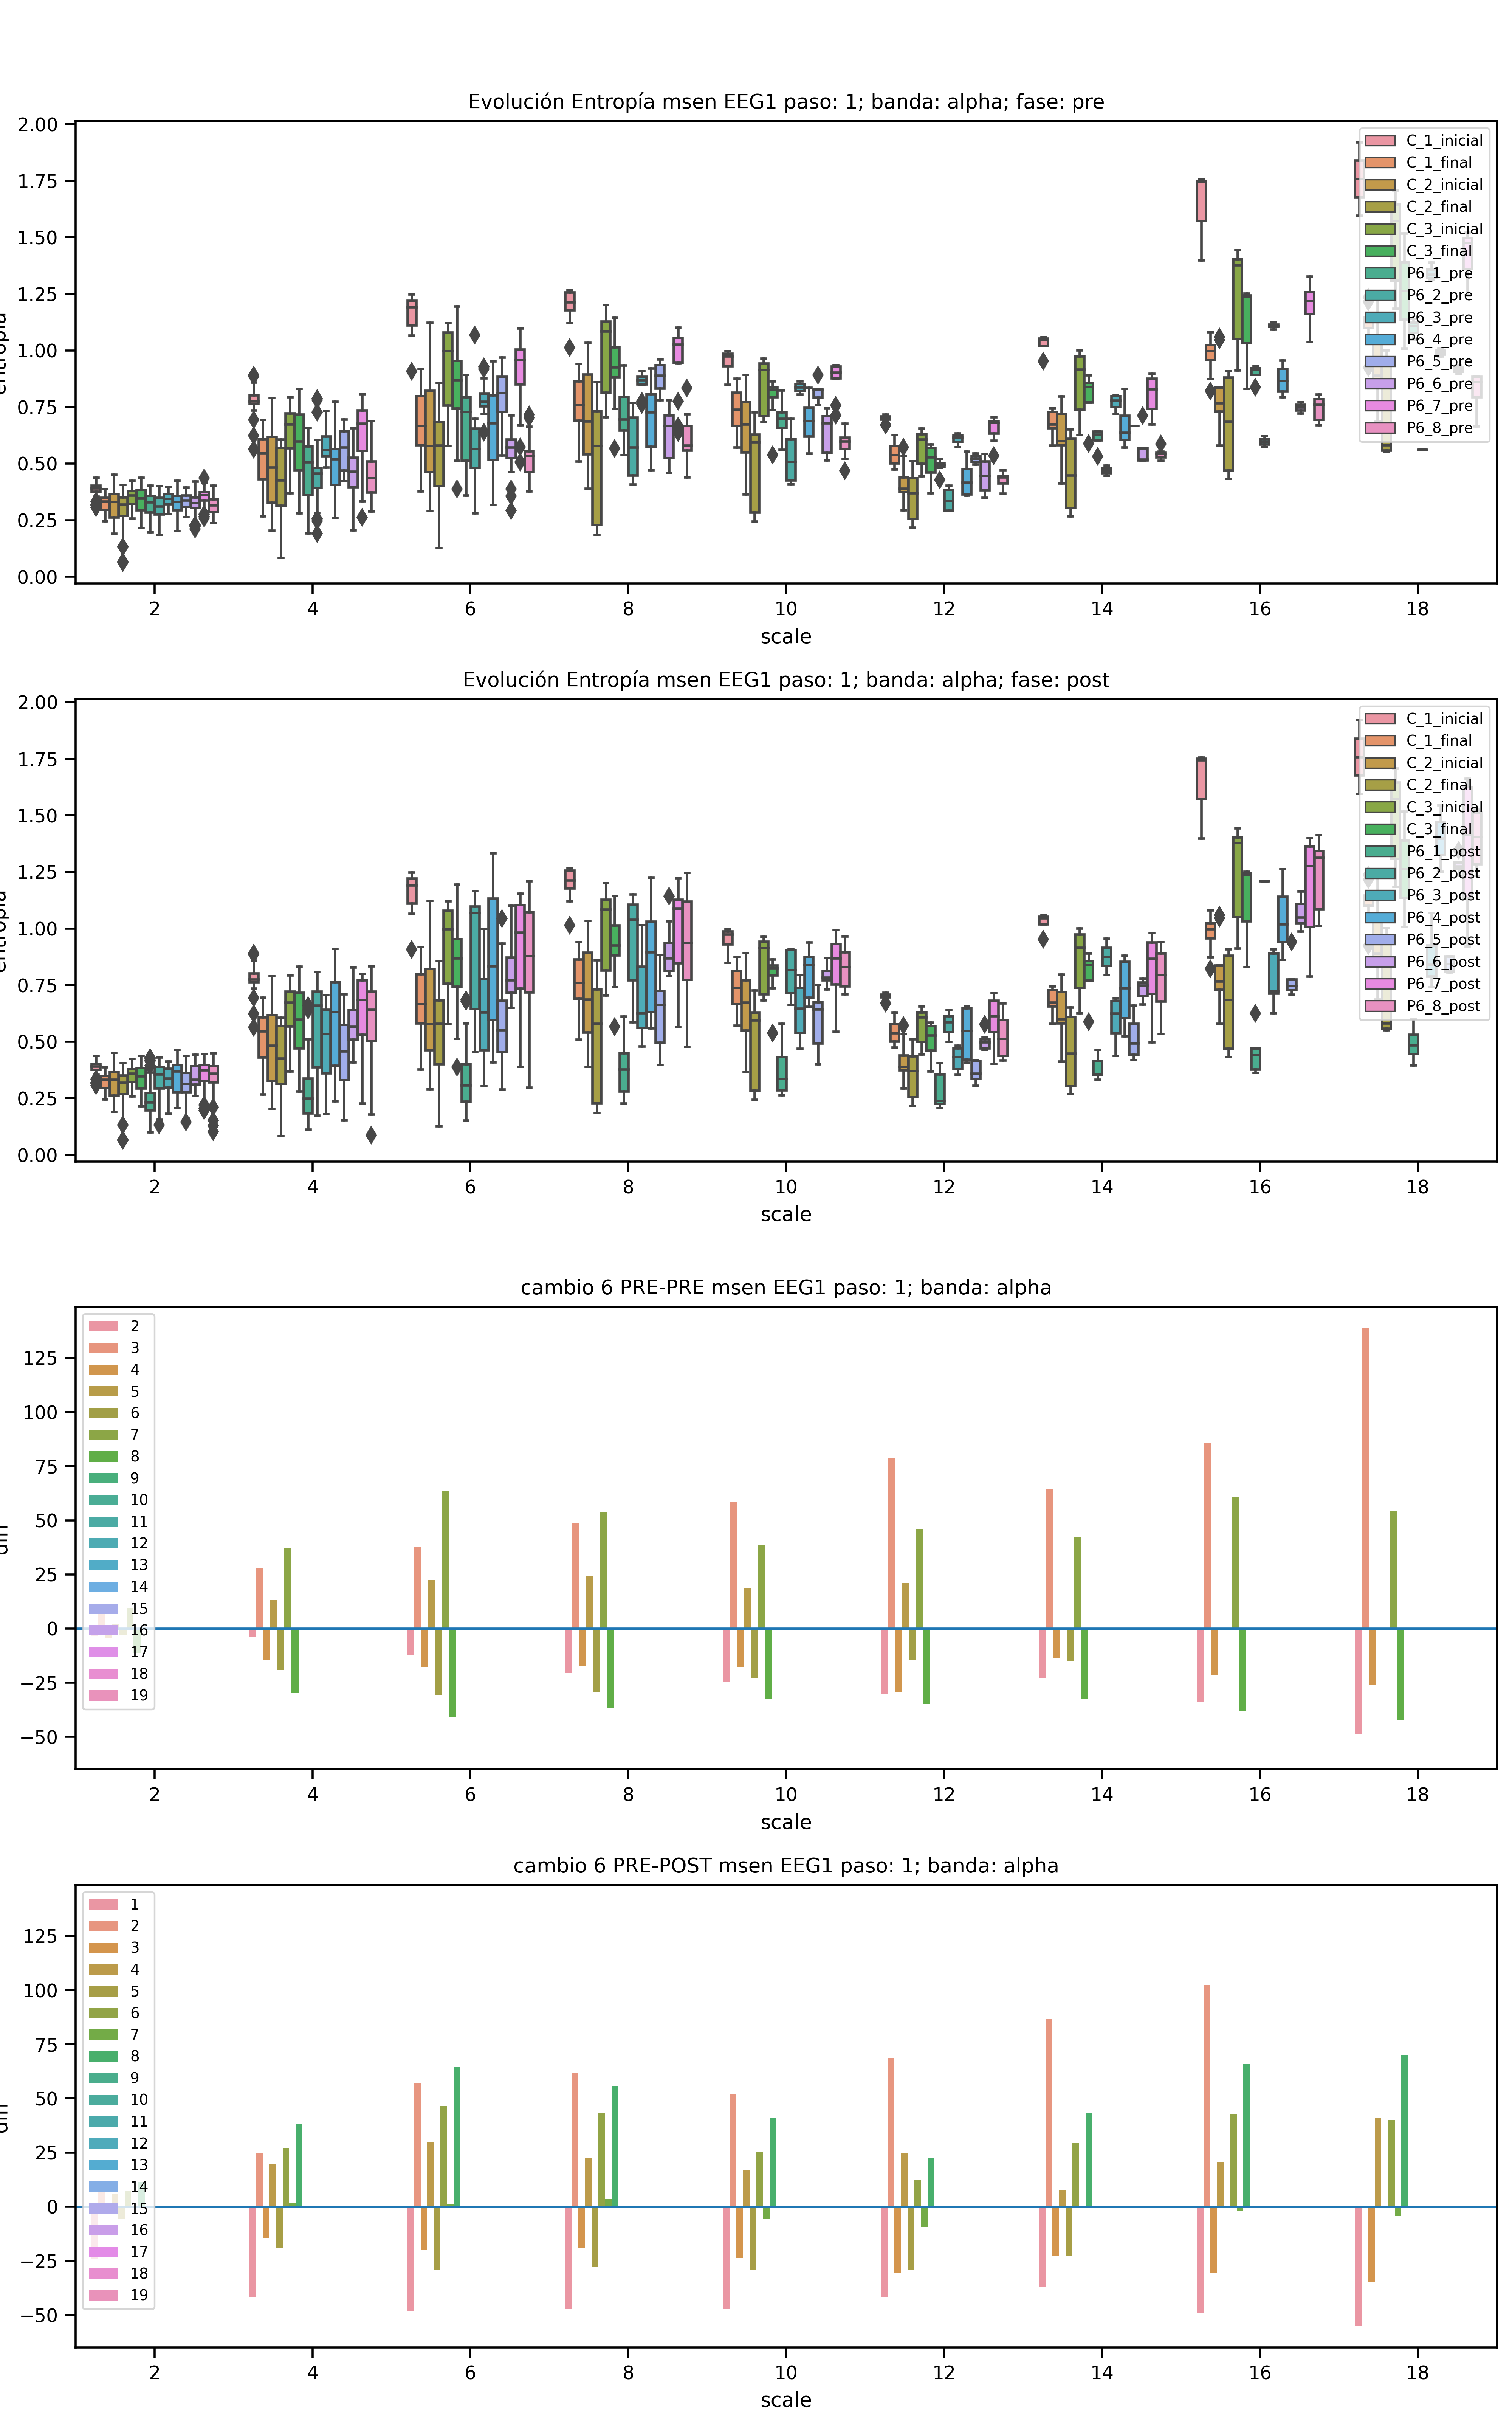 Evolución Entropía msen EEG1 paso: 1; banda: alpha; fase: pre
2.00
1.75
1.50
1.25
1.00
0.75
0.50
0.25
0.00
entropia
C_1_inicial
C_1_final
C_2_inicial
C_2_final
C_3_inicial
C_3_final
P6_1_pre
P6_2_pre
P6_3_pre
P6_4_pre
P6_5_pre
P6_6_pre
P6_7_pre
P6_8_pre
2 4 6 8 10 12 14 16 18
scale
Evolución Entropía msen EEG1 paso: 1; banda: alpha; fase: post
2.00
1.75
1.50
1.25
1.00
0.75
0.50
0.25
0.00
entropia
C_1_inicial
C_1_final
C_2_inicial
C_2_final
C_3_inicial
C_3_final
P6_1_post
P6_2_post
P6_3_post
P6_4_post
P6_5_post
P6_6_post
P6_7_post
P6_8_post
2 4 6 8 10 12 14 16 18
scale
cambio 6 PRE-PRE msen EEG1 paso: 1; banda: alpha
125
100
75
50
25
0
−25
−50
2
3
4
5
6
7
8
9
10
11
12
13
14
15
16
17
18
19
2 4 6 8 10 12 14 16 18
scale
cambio 6 PRE-POST msen EEG1 paso: 1; banda: alpha
125
100
75
50
25
0
−25
−50
1
2
3
4
5
6
7
8
9
10
11
12
13
14
15
16
17
18
19
2 4 6 8 10 12 14 16 18
scale